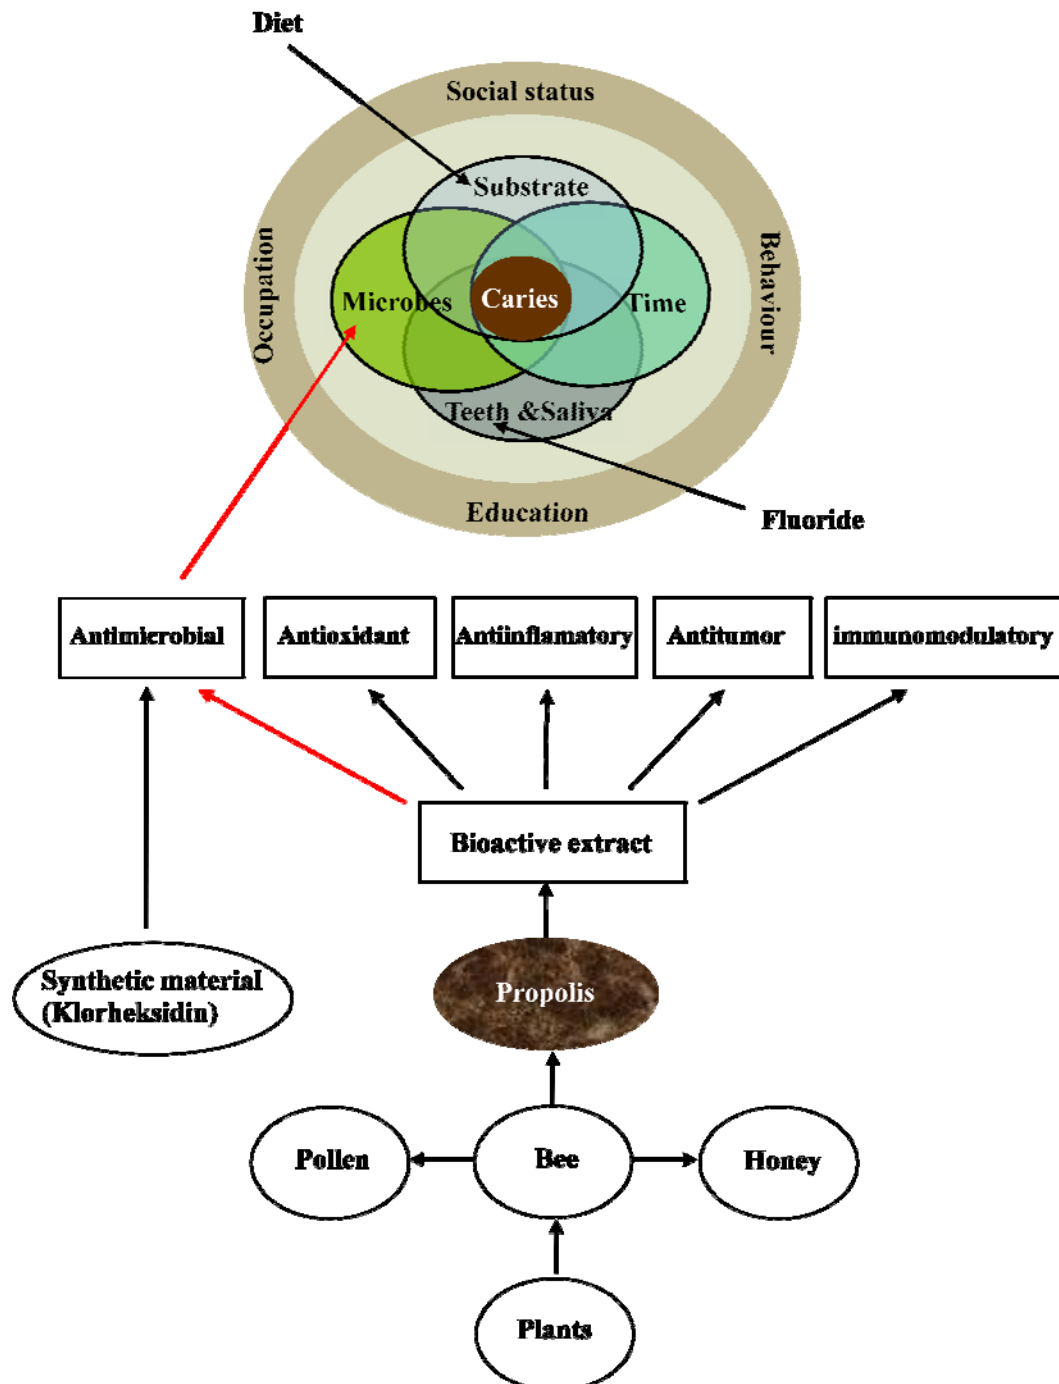 Diet
Social status
Substrate
Occupation
Behaviour
Microbes
Caries
Time
Teeth &Saliva
Education
Fluoride
Antimicrobial
Antioxidant
Antiinflamatory
Antitumor
immunomodulatory
Bioactive extract
Synthetic material
(Klorheksidin)
Propolis
Pollen
Bee
Honey
Plants